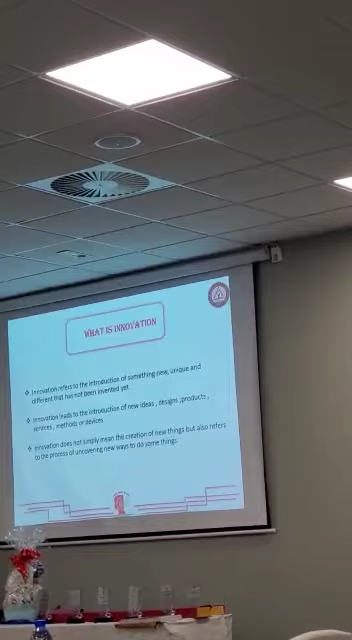 WHAT IS INNOVATION
Innovation refers to the introduction of something new, unique and
different that has not been invented yet.
Innovation leads to the introduction of new ideas , designs ,products ,
services , methods or devices
Innovation does not simply mean the creation of new things but also refers
to the process of uncovering new ways to do some things